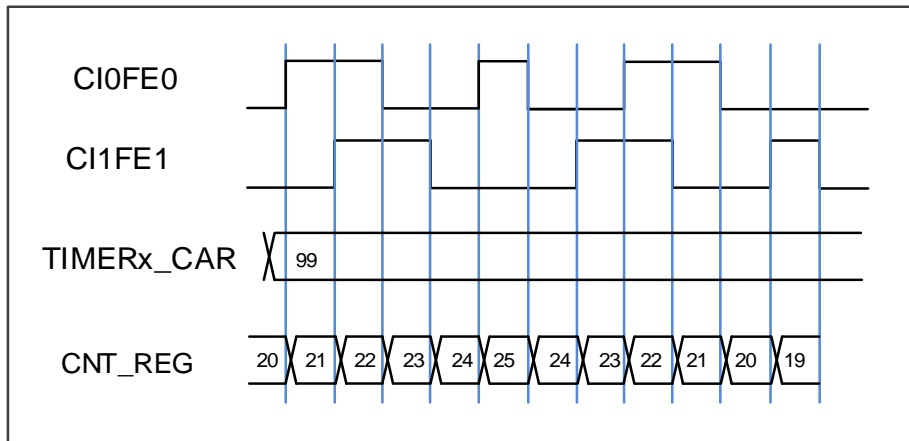 CI0FE0
CI1FE1
TIMERx_CAR 99
CNT_REG 20 21 22 23 24 25 24 23 22 21 20 19